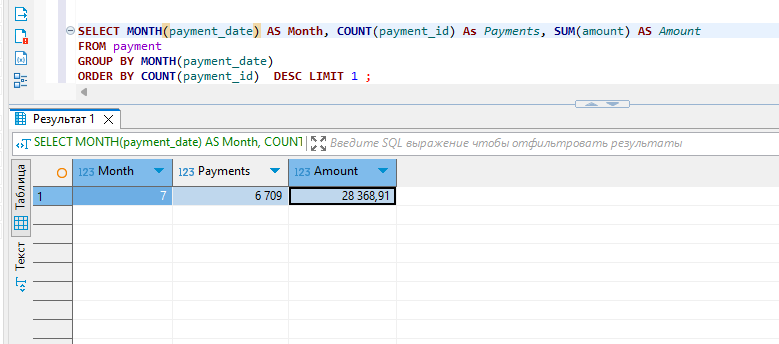 SELECT MONTH(payment_date) AS Month, COUNT(payment_id) As Payments, SUM(amount) AS Amount
FROM payment
GROUP BY MONTH(payment_date)
ORDER BY COUNT(payment_id)  DESC LIMIT 1 ;
Результат 1
SELECT MONTH(payment_date) AS Month, COUNT Введите SQL выражение чтобы отфильтровать результаты
Таблица
Текст
123 Month 123 Payments 123 Amount
1 7 6 709 28 368,91